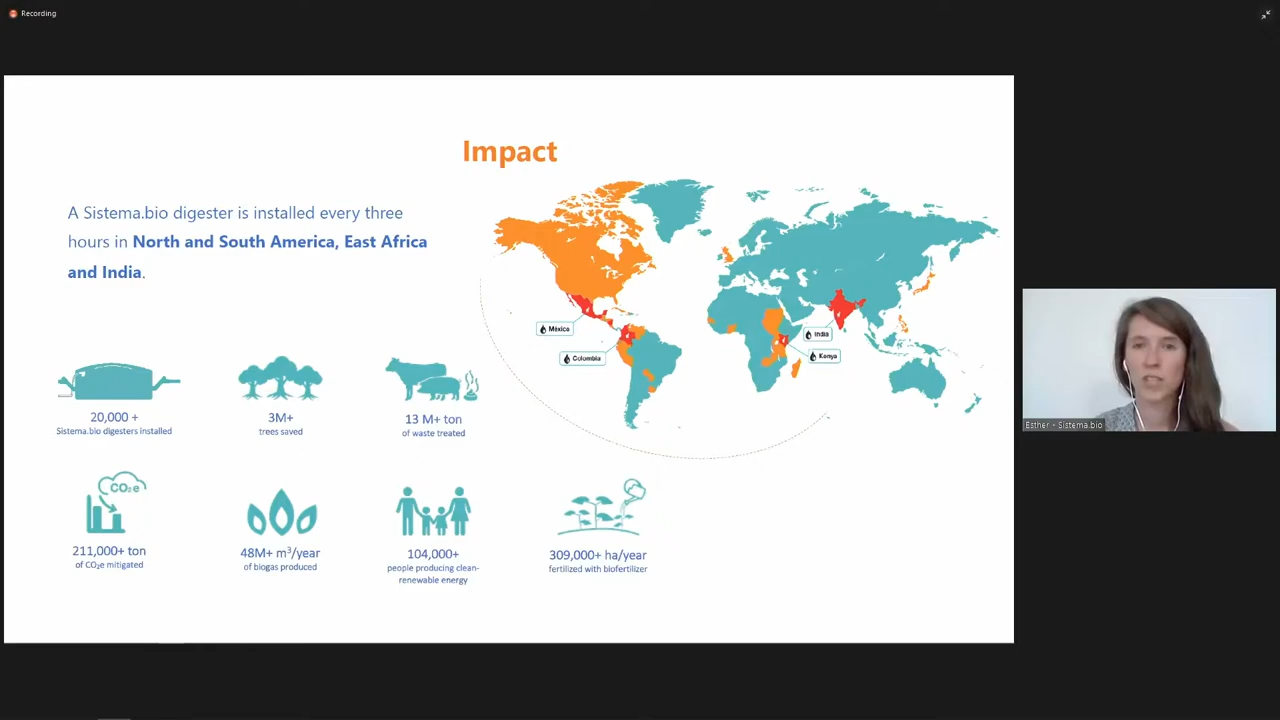 Recording
Impact
A Sistema.bio digester is installed every three
hours in North and South America, East Africa
and India.
México
Colombia
India
Kenya
20,000 +
Sistema.bio digesters installed
3M+
trees saved
13 M+ ton
of waste treated
CO₂e
211,000+ ton
of CO₂e mitigated
48M+ m³/year
of biogas produced
104,000+
people producing clean-
renewable energy
309,000+ ha/year
fertilized with biofertilizer
Esther - Sistema.bio